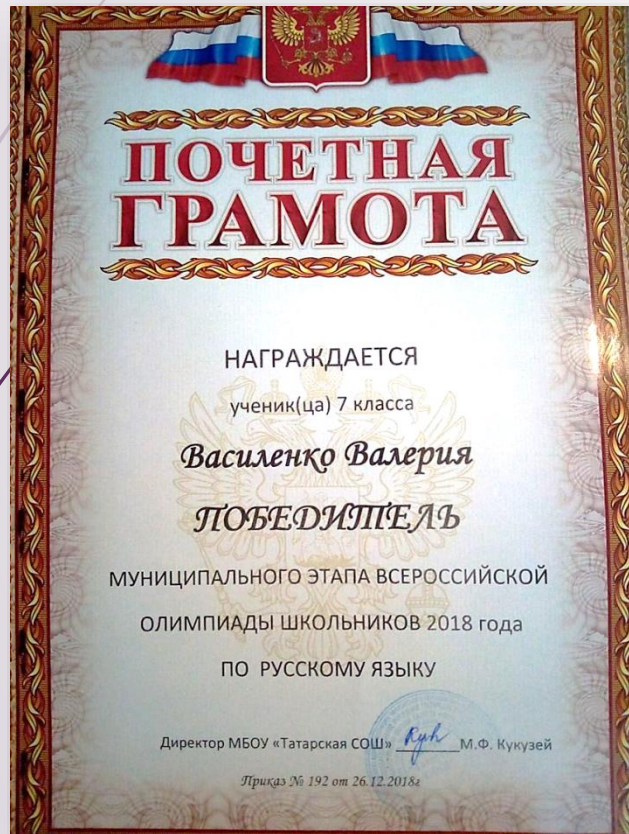 ПОЧЕТНАЯ
ГРАМОТА
НАГРАЖДАЕТСЯ
ученик(ца) 7 класса
Василенко Валерия
ПОБЕДИТЕЛЬ
МУНИЦИПАЛЬНОГО ЭТАПА ВСЕРОССИЙСКОЙ
ОЛИМПИАДЫ ШКОЛЬНИКОВ 2018 года
ПО РУССКОМУ ЯЗЫКУ
Директор МБОУ «Татарская СОШ» М.Ф. Кукузей
Приказ № 192 от 26.12.2018г